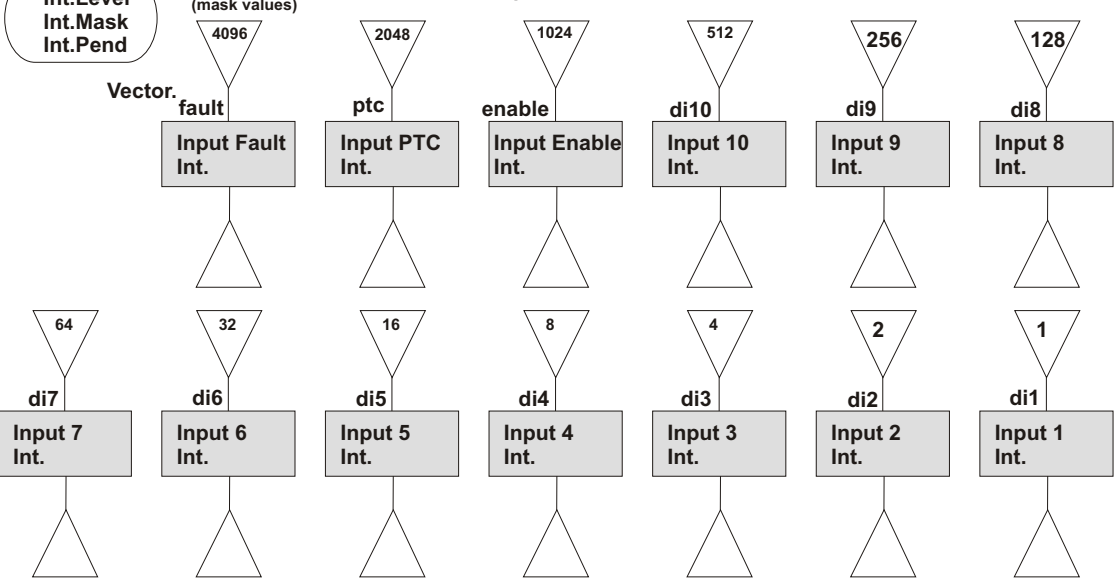 (mask values)
Int.Mask
Int.Pend
4096
2048
1024
512
256
128
Vector.
fault
ptc
enable
di10
di9
di8
Input Fault
Int.
Input PTC
Int.
Input Enable
Int.
Input 10
Int.
Input 9
Int.
Input 8
Int.
64
32
16
8
4
2
1
di7
di6
di5
di4
di3
di2
di1
Input 7
Int.
Input 6
Int.
Input 5
Int.
Input 4
Int.
Input 3
Int.
Input 2
Int.
Input 1
Int.